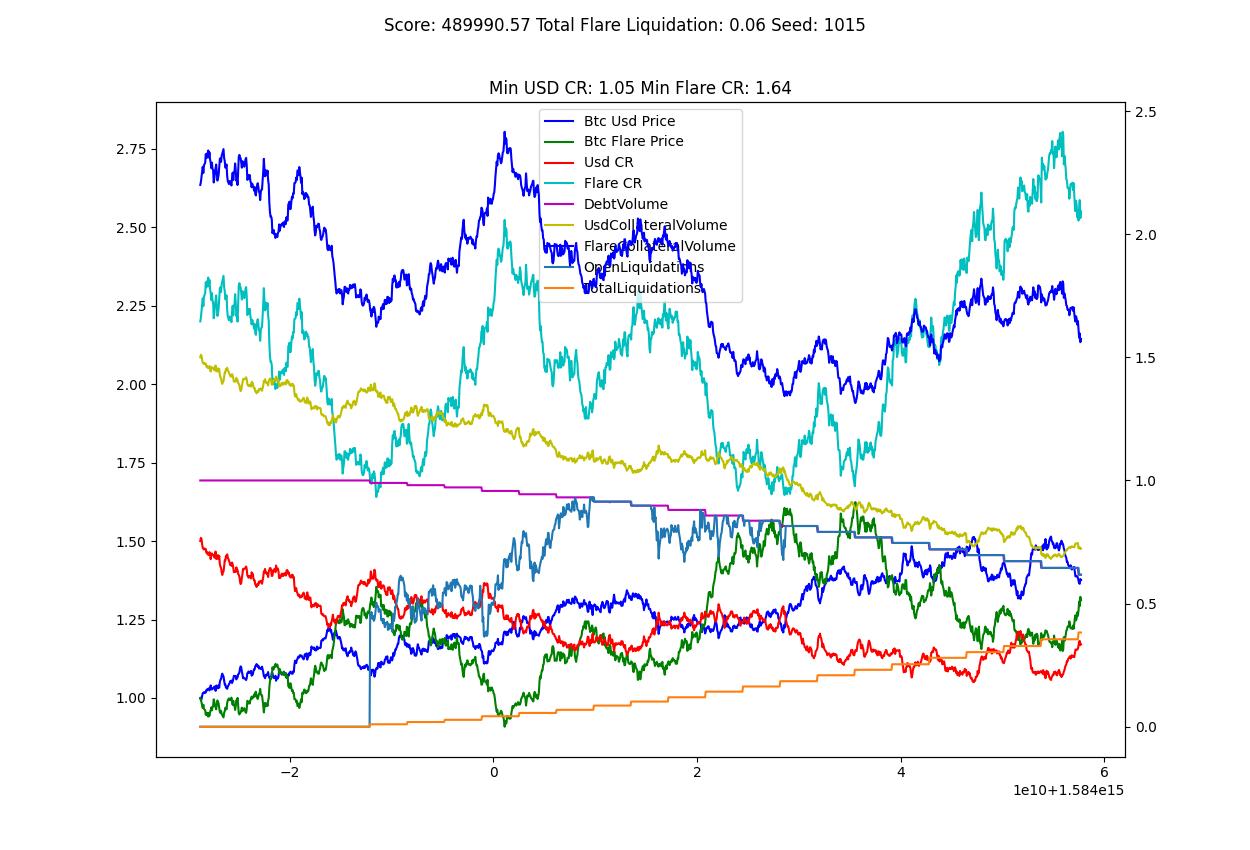 Score: 489990.57 Total Flare Liquidation: 0.06 Seed: 1015
Min USD CR: 1.05 Min Flare CR: 1.64
Btc Usd Price
Btc Flare Price
Usd CR
Flare CR
DebtVolume
UsdCollateralVolume
FlareCollateralVolume
OpenLiquidations
TotalLiquidations
2.75
2.50
2.25
2.00
1.75
1.50
1.25
1.00
2.5
2.0
1.5
1.0
0.5
0.0
−2
0
2
4
6
1e10+1.584e15